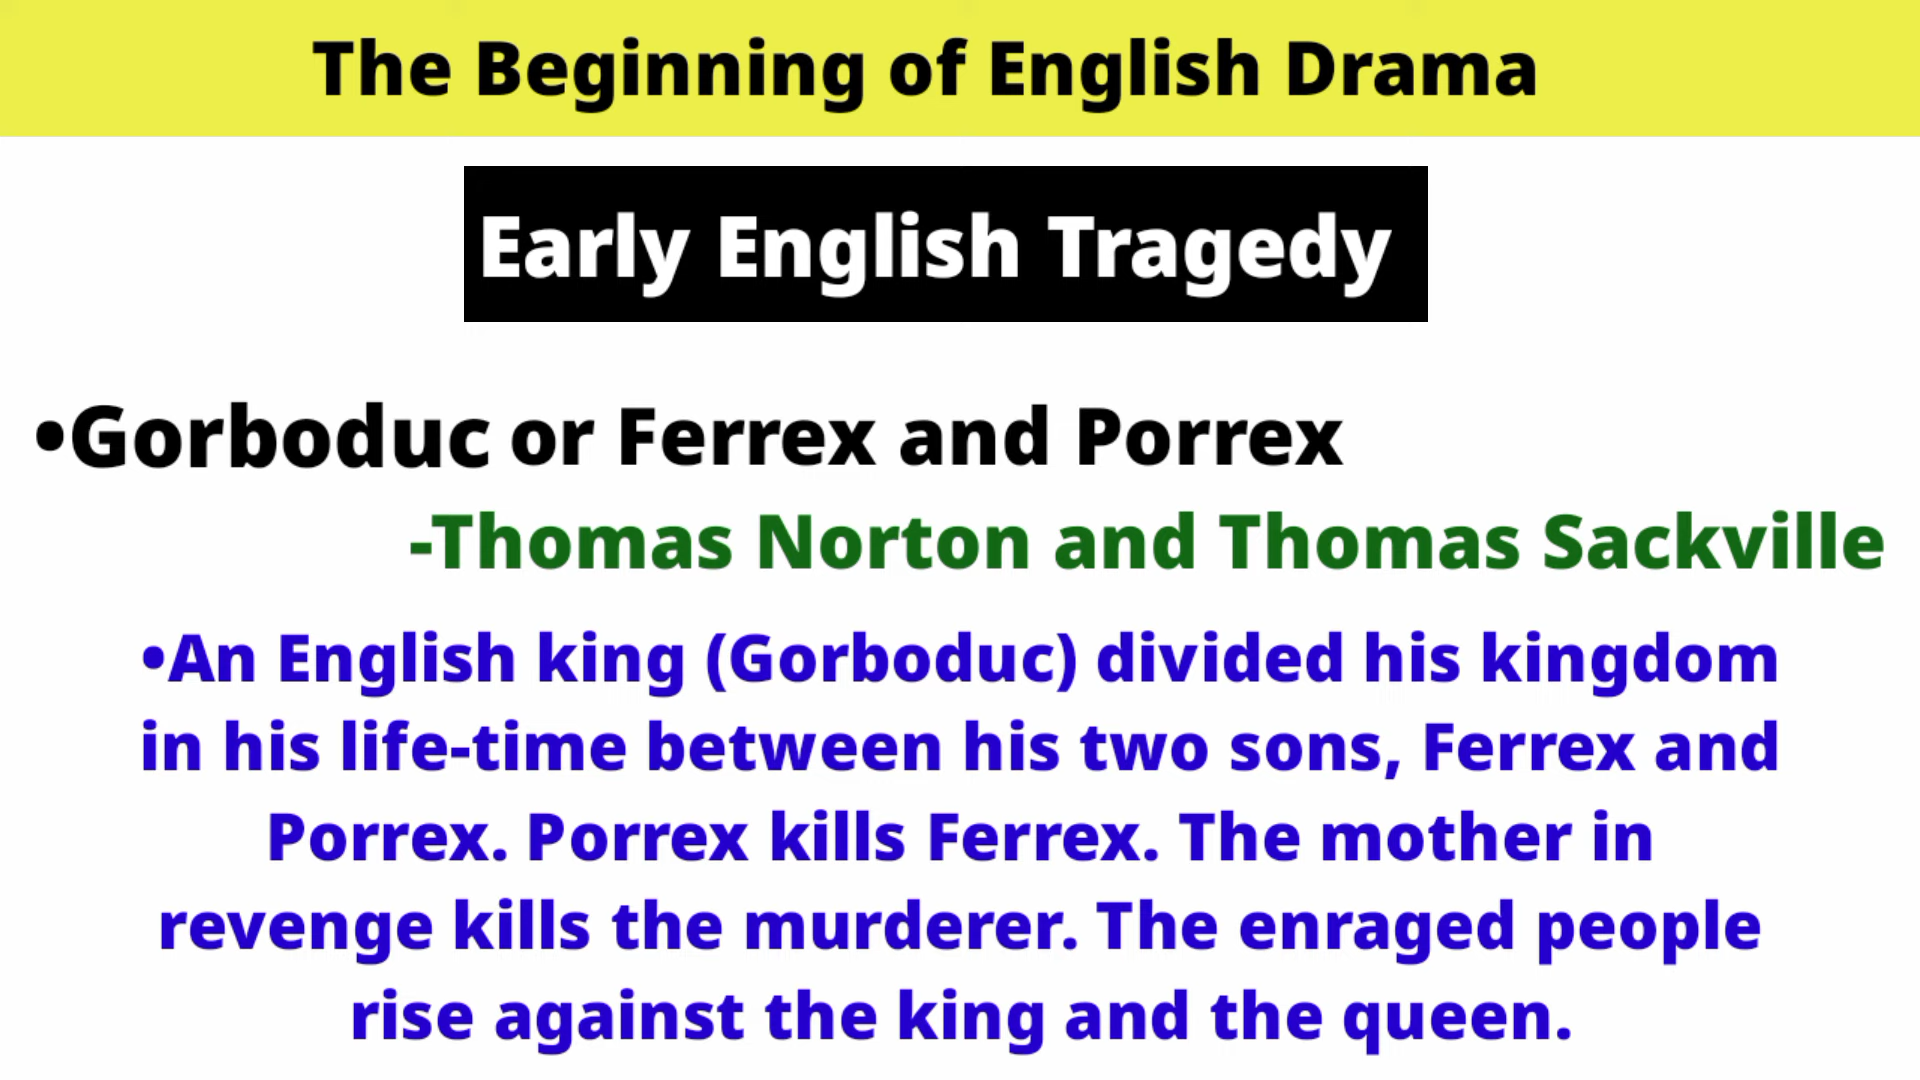 The Beginning of English Drama
Early English Tragedy
•Gorboduc or Ferrex and Porrex
-Thomas Norton and Thomas Sackville
•An English king (Gorboduc) divided his kingdom
in his life-time between his two sons, Ferrex and
Porrex. Porrex kills Ferrex. The mother in
revenge kills the murderer. The enraged people
rise against the king and the queen.